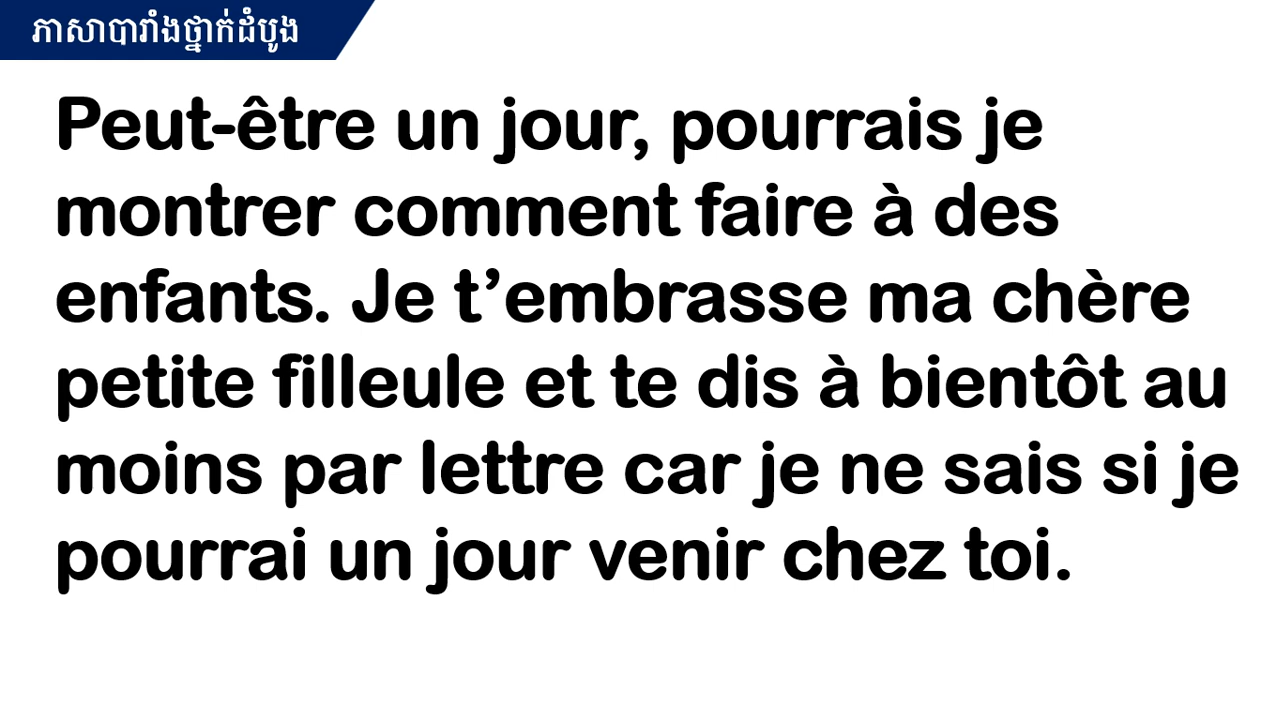 ភាសាបារាំងថ្នាក់ដំបូង
Peut-être un jour, pourrais je
montrer comment faire à des
enfants. Je t’embrasse ma chère
petite filleule et te dis à bientôt au
moins par lettre car je ne sais si je
pourrai un jour venir chez toi.